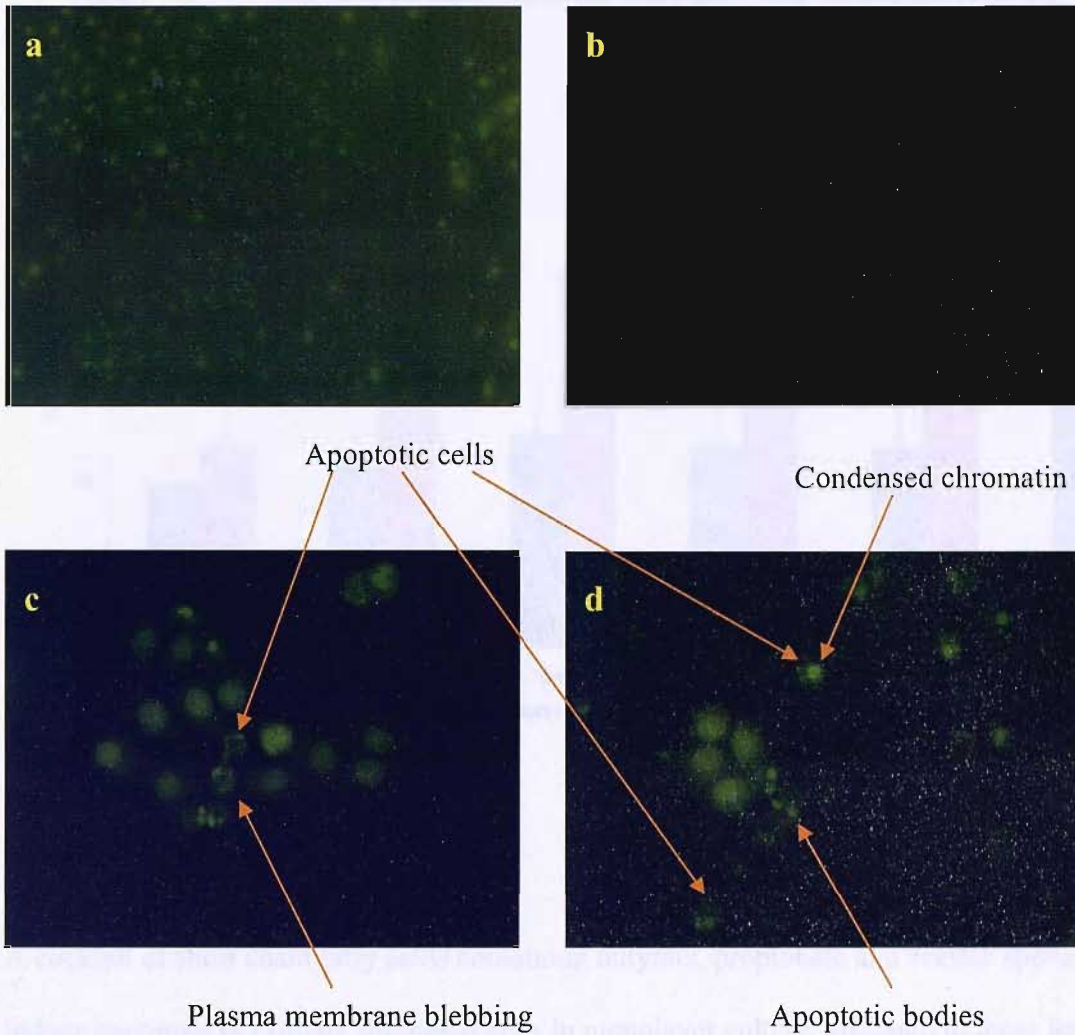 a
b
Apoptotic cells
Condensed chromatin
c
d
Plasma membrane blebbing
Apoptotic bodies